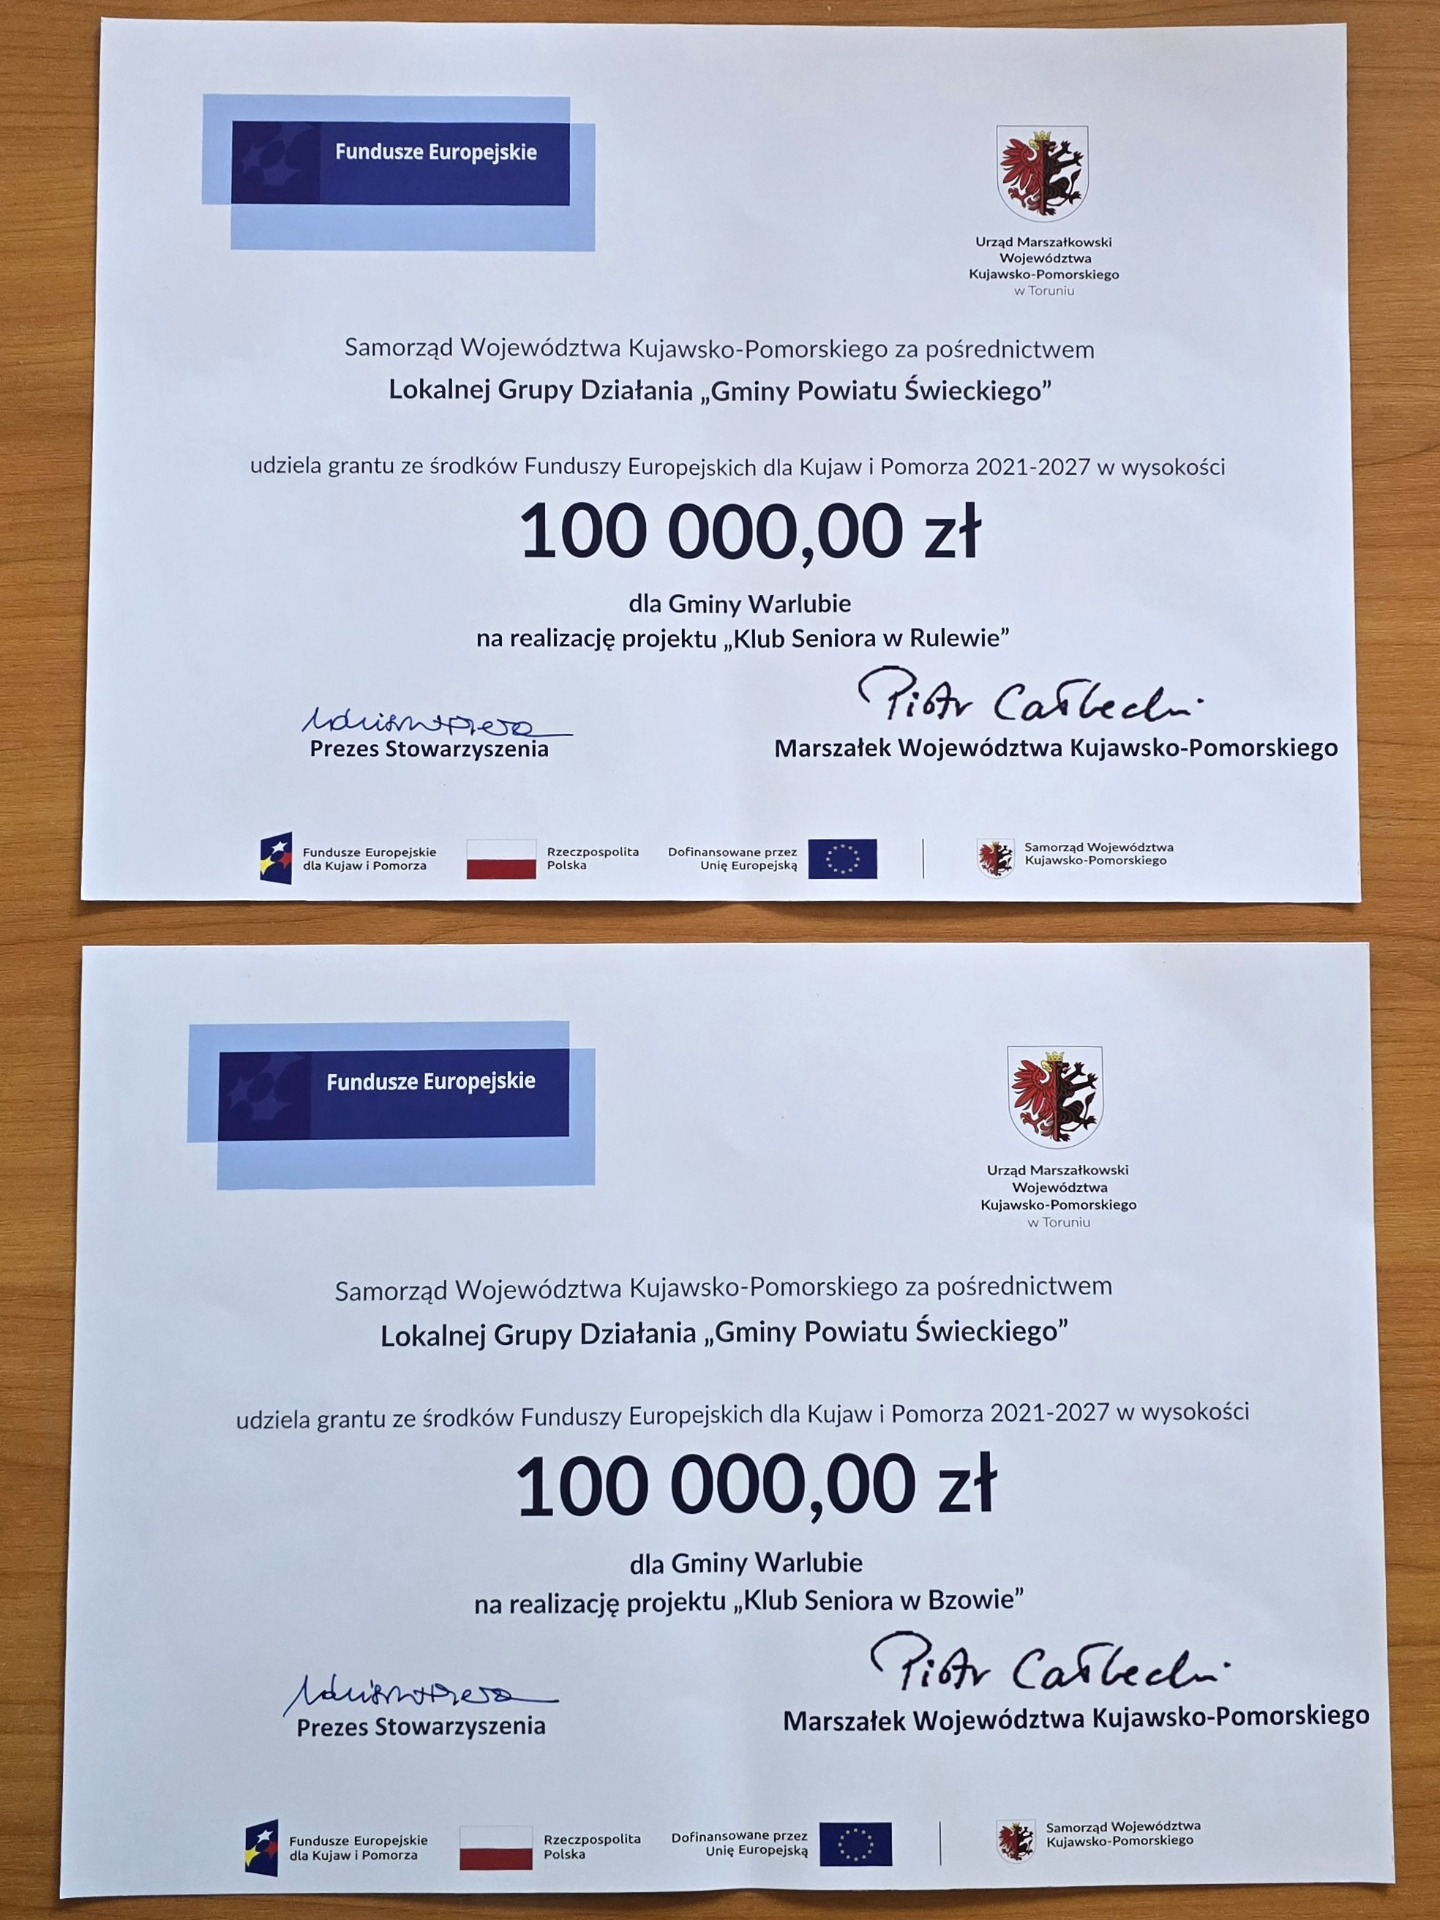 Fundusze Europejskie
Urząd Marszałkowski
Województwa
Kujawsko-Pomorskiego
w Toruniu
Samorząd Województwa Kujawsko-Pomorskiego za pośrednictwem
Lokalnej Grupy Działania „Gminy Powiatu Świeckiego”
udziela grantu ze środków Funduszy Europejskich dla Kujaw i Pomorza 2021-2027 w wysokości
100 000,00 zł
dla Gminy Warlubie
na realizację projektu „Klub Seniora w Rulewie”
Piotr Całbecki
Prezes Stowarzyszenia
Marszałek Województwa Kujawsko-Pomorskiego
Fundusze Europejskie
dla Kujaw i Pomorza
Rzeczpospolita
Polska
Dofinansowane przez
Unię Europejską
Samorząd Województwa
Kujawsko-Pomorskiego
Fundusze Europejskie
Urząd Marszałkowski
Województwa
Kujawsko-Pomorskiego
w Toruniu
Samorząd Województwa Kujawsko-Pomorskiego za pośrednictwem
Lokalnej Grupy Działania „Gminy Powiatu Świeckiego”
udziela grantu ze środków Funduszy Europejskich dla Kujaw i Pomorza 2021-2027 w wysokości
100 000,00 zł
dla Gminy Warlubie
na realizację projektu „Klub Seniora w Bzowie”
Piotr Całbecki
Prezes Stowarzyszenia
Marszałek Województwa Kujawsko-Pomorskiego
Fundusze Europejskie
dla Kujaw i Pomorza
Rzeczpospolita
Polska
Dofinansowane przez
Unię Europejską
Samorząd Województwa
Kujawsko-Pomorskiego